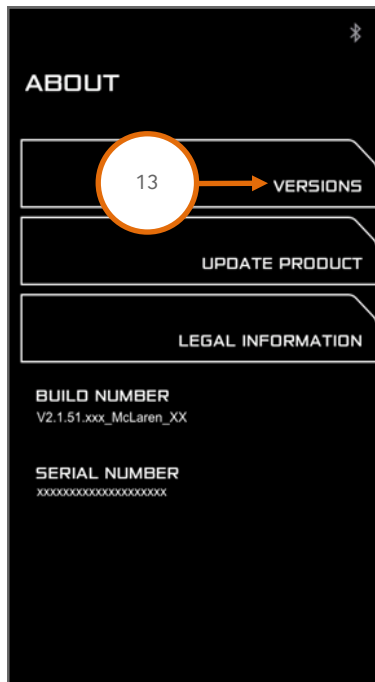 ABOUT
13
VERSIONS
UPDATE PRODUCT
LEGAL INFORMATION
BUILD NUMBER
V2.1.51.xxx_McLaren_XX
SERIAL NUMBER
xxxxxxxxxxxxxxxxxxxx